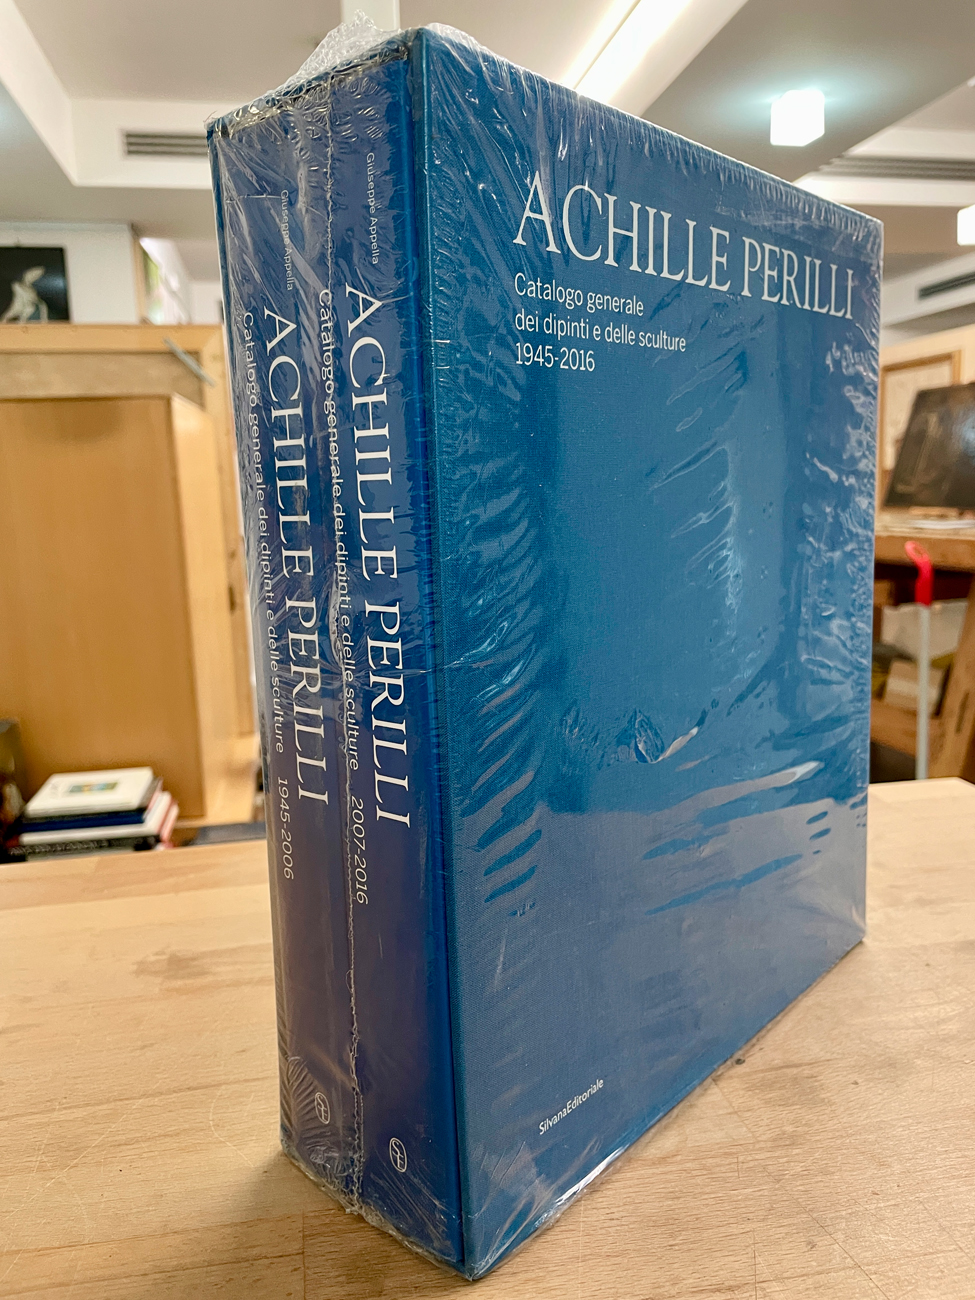 Giuseppe Appella
ACHILLE PERILLI
Catalogo generale dei dipinti e delle sculture 1945-2006
Giuseppe Appella
ACHILLE PERILLI
Catalogo generale dei dipinti e delle sculture 2007-2016
ACHILLE PERILLI
Catalogo generale
dei dipinti e delle sculture
1945-2016
SilvanaEditoriale